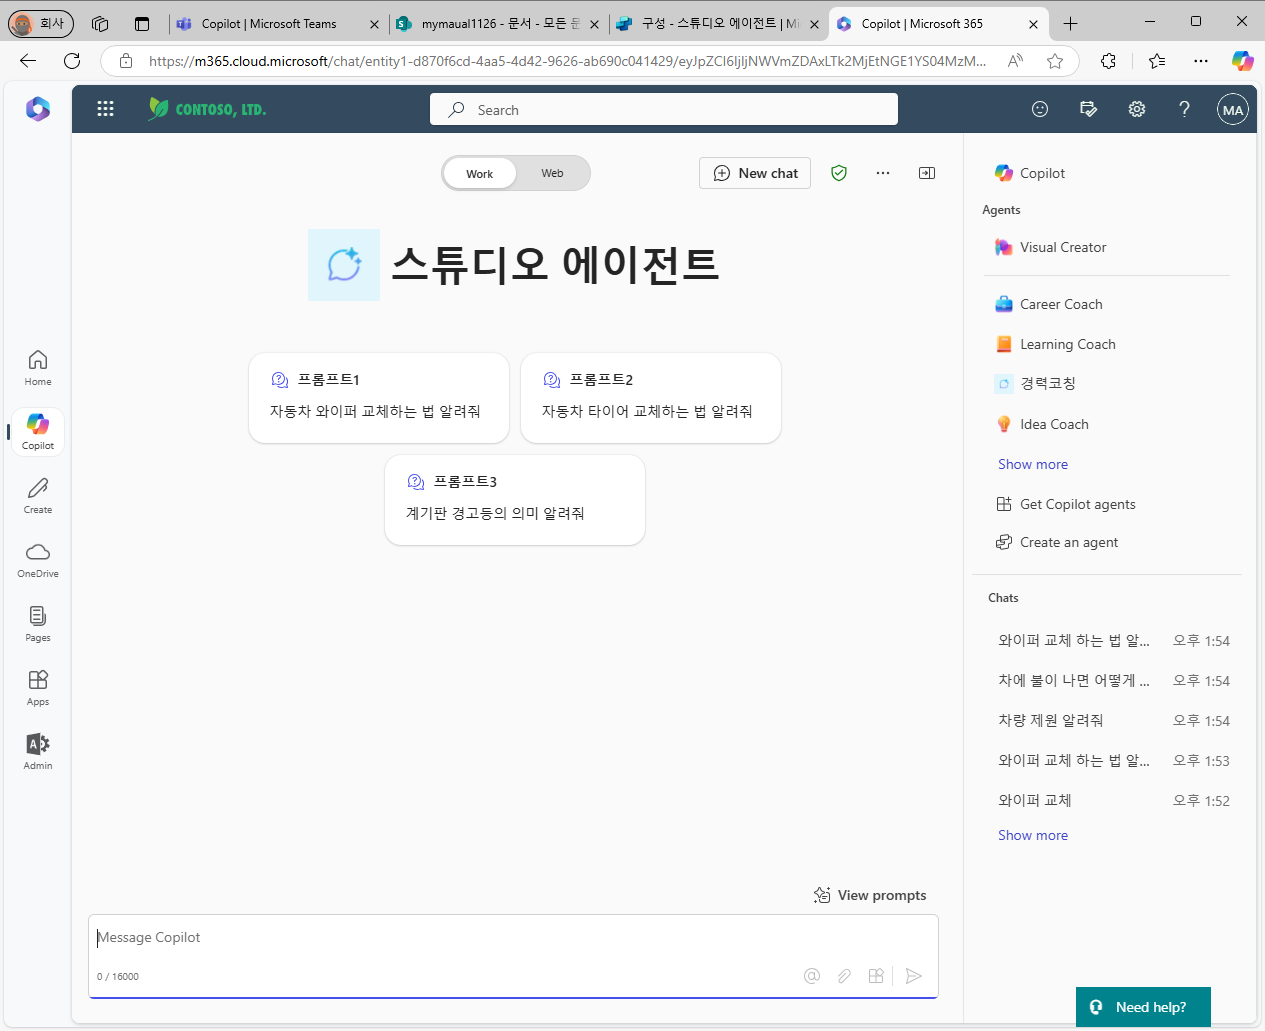 회사
Copilot | Microsoft Teams
mymaual1126 - 문서 - 모든 문
구성 - 스튜디오 에이전트 | Mi
Copilot | Microsoft 365
https://m365.cloud.microsoft/chat/entity1-d870f6cd-4aa5-4d42-9626-ab690c041429/eyJpZCI6IjljNWVmZDAxLTk2MjEtNGE1YS04MzM...
CONTOSO, LTD.
Search
MA
Work
Web
New chat
스튜디오 에이전트
프롬프트1
자동차 와이퍼 교체하는 법 알려줘
프롬프트2
자동차 타이어 교체하는 법 알려줘
프롬프트3
계기판 경고등의 의미 알려줘
Home
Copilot
Create
OneDrive
Pages
Apps
Admin
Copilot
Agents
Visual Creator
Career Coach
Learning Coach
경력코칭
Idea Coach
Show more
Get Copilot agents
Create an agent
Chats
와이퍼 교체 하는 법 알... 오후 1:54
차에 불이 나면 어떻게 ... 오후 1:54
차량 제원 알려줘 오후 1:54
와이퍼 교체 하는 법 알... 오후 1:53
와이퍼 교체 오후 1:52
Show more
View prompts
Message Copilot
0 / 16000
Need help?